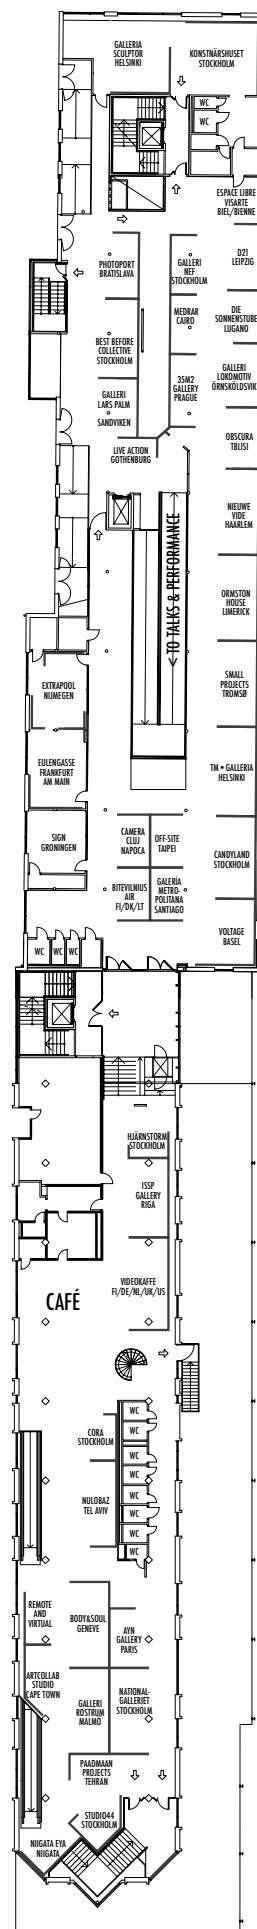 GALLERIA
SCULPTOR
HELSINKI
KONSTNÄRSHUSET
STOCKHOLM
WC
WC
ESPACE LIBRE
VISARTE
BIEL/BIENNE
PHOTOPORT
BRATISLAVA
GALLERI
NEF
STOCKHOLM
D21
LEIPZIG
MEDRAR
CAIRO
DIE
SONNENSTUBE
LUGANO
BEST BEFORE
COLLECTIVE
STOCKHOLM
35M2
GALLERY
PRAGUE
GALLERI
LOKOMOTIV
ÖRNSKÖLDSVIK
GALLERI
LARS PALM
SANDVIKEN
OBSCURA
TBLISI
LIVE ACTION
GOTHENBURG
NIEUWE
VIDE
HAARLEM
TO TALKS & PERFORMANCE
ORMSTON
HOUSE
LIMERICK
EXTRAPOOL
NIJMEGEN
SMALL
PROJECTS
TROMSØ
EULENGASSE
FRANKFURT
AM MAIN
TM • GALLERIA
HELSINKI
SIGN
GRONINGEN
CAMERA
CLUJ
NAPOCA
OFF-SITE
TAIPEI
CANDYLAND
STOCKHOLM
BITEVILNIUS
AIR
FI/DK/LT
GALERÍA
METRO-
POLITANA
SANTIAGO
VOLTAGE
BASEL
WC
WC
WC
HJÄRNSTORM
STOCKHOLM
ISSP
GALLERY
RIGA
VIDEOKAFFE
FI/DE/NL/UK/US
CAFÉ
WC
WC
CORA
STOCKHOLM
WC
WC
NULOBAZ
TEL AVIV
WC
WC
WC
WC
REMOTE
AND
VIRTUAL
BODY&SOUL
GENEVE
AYN
GALLERY
PARIS
ARTCOLLAB
STUDIO
CAPE TOWN
GALLERI
ROSTRUM
MALMÖ
NATIONAL-
GALLERIET
STOCKHOLM
PAADMAAN
PROJECTS
TEHRAN
STUDIO44
STOCKHOLM
NIIGATA EYA
NIIGATA